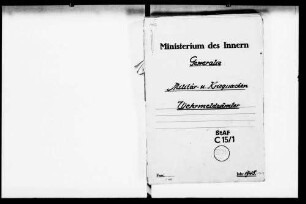 Ministerium des Innern
Generalia
Militär- u. Kriegssachen
Wehrmeldeämter
StAF
C 15/1